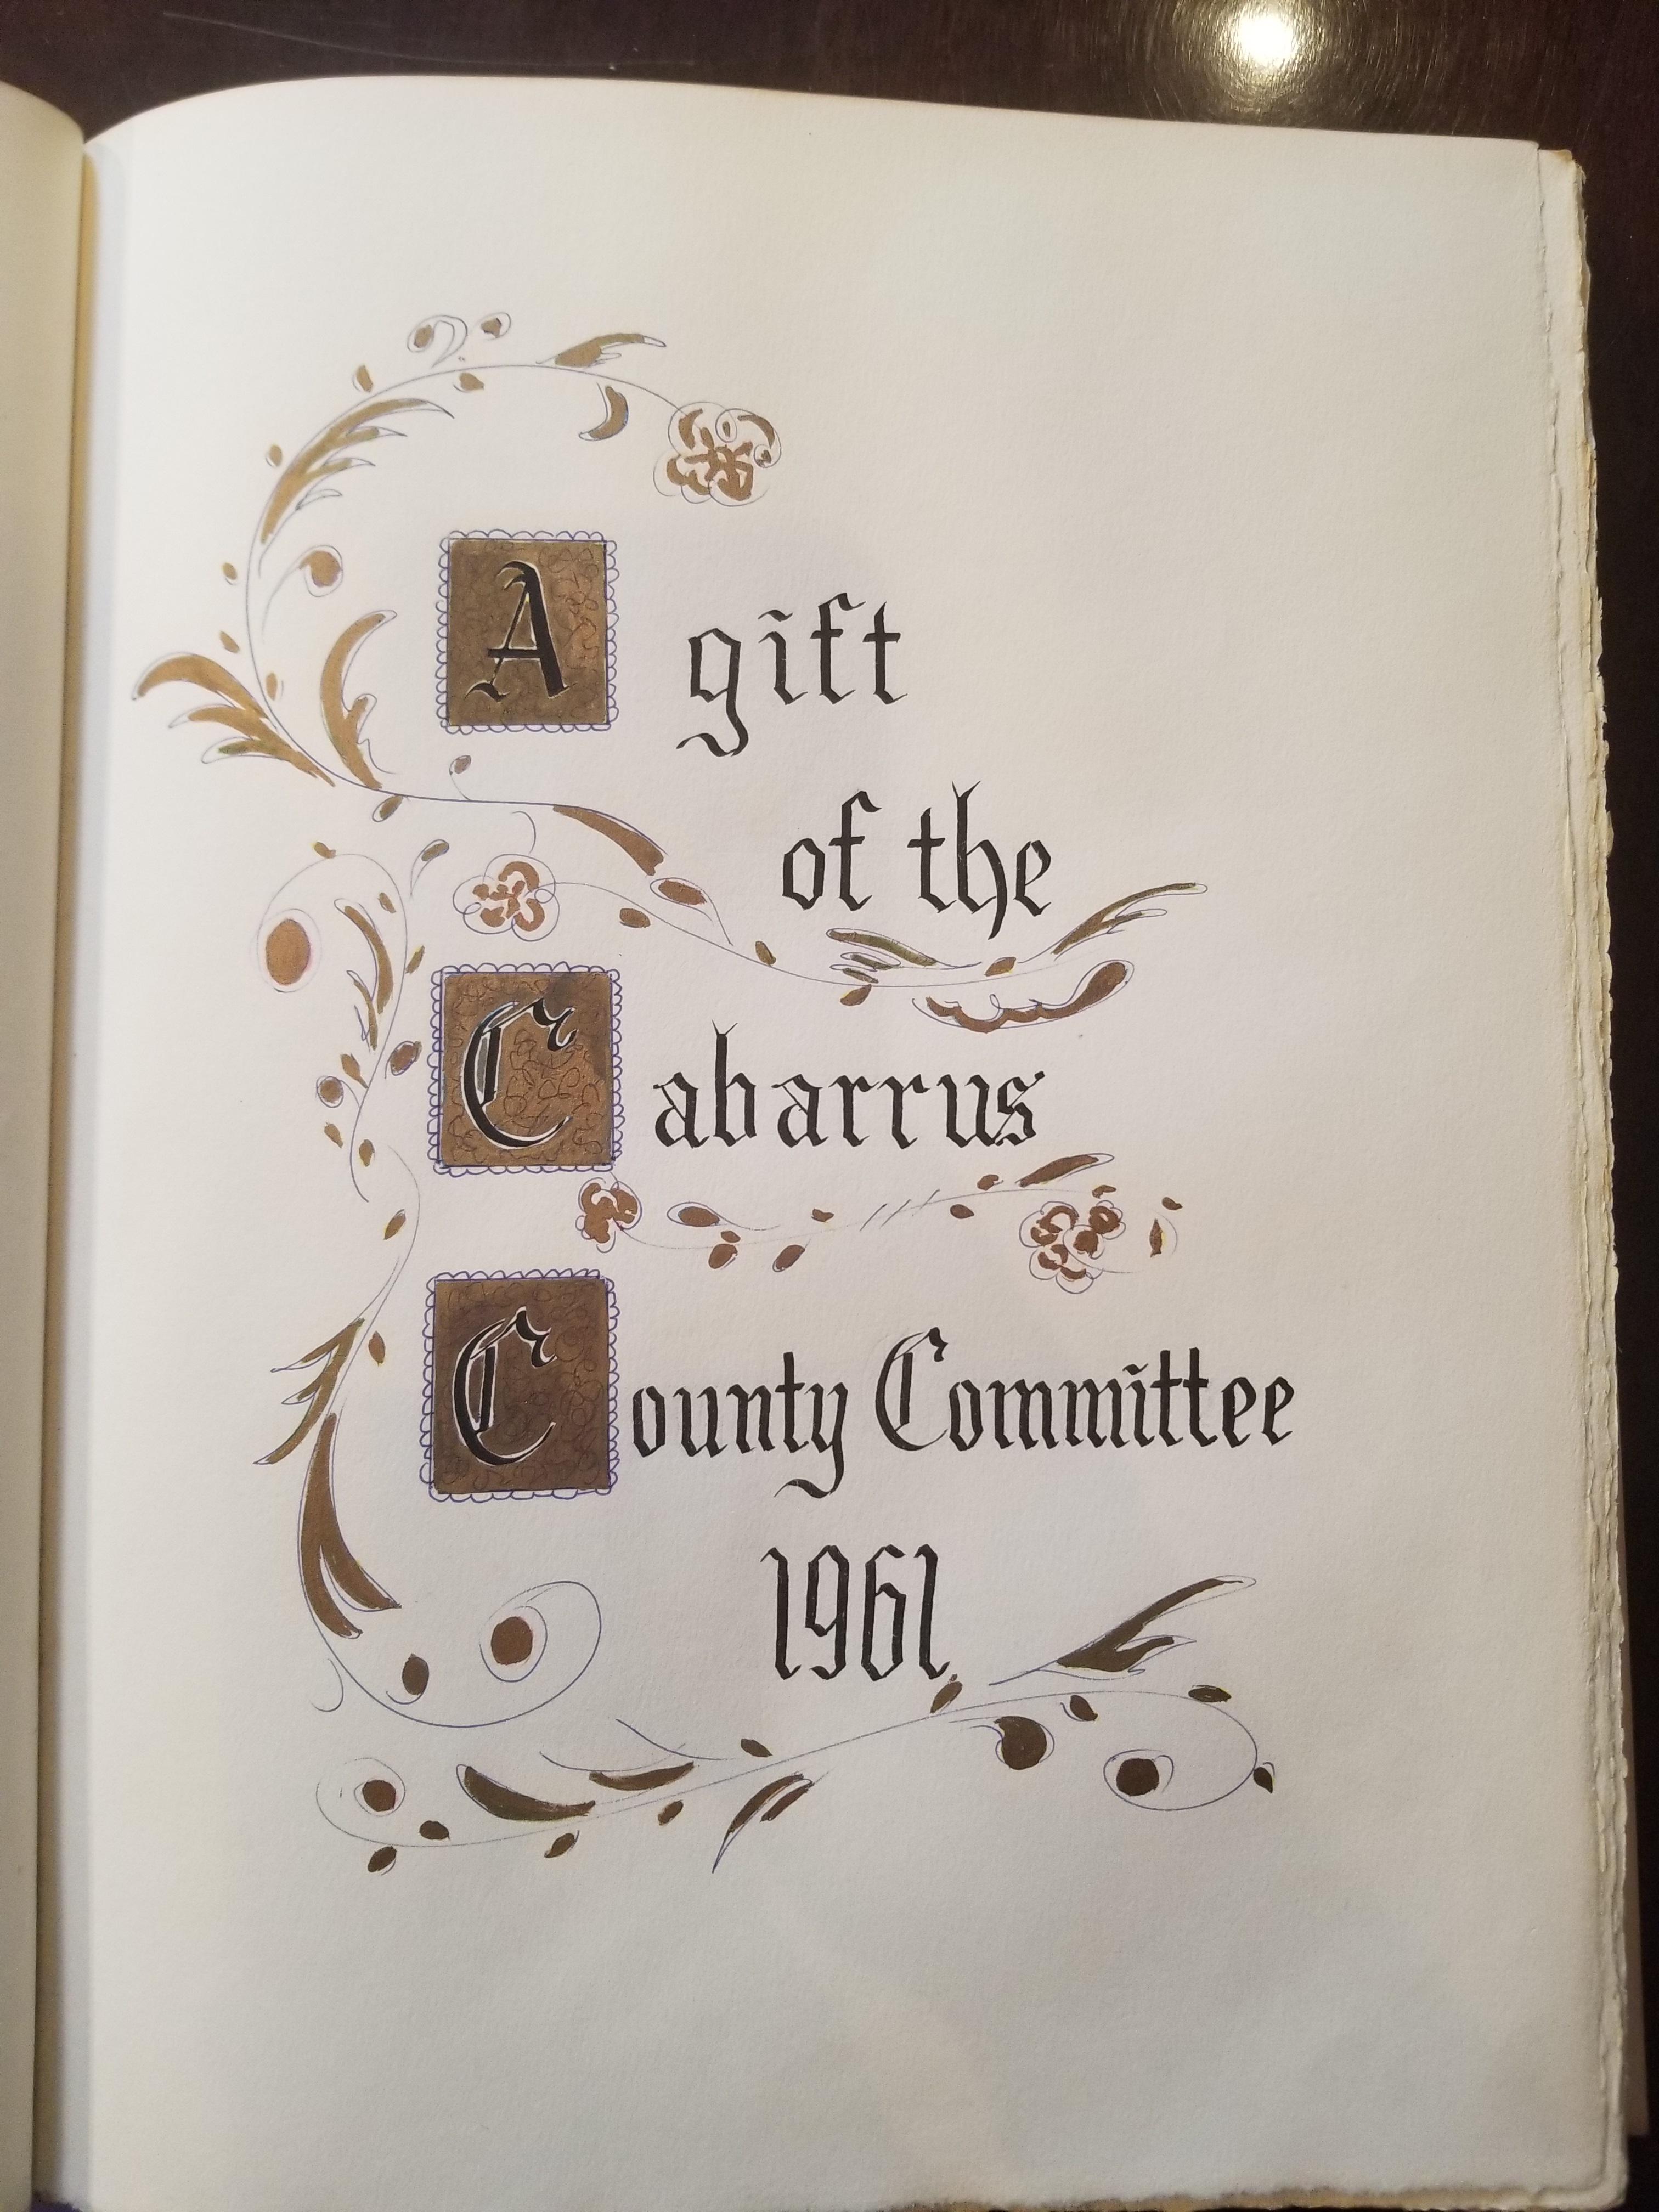 A gift
of the
Cabarrus
County Committee
1961